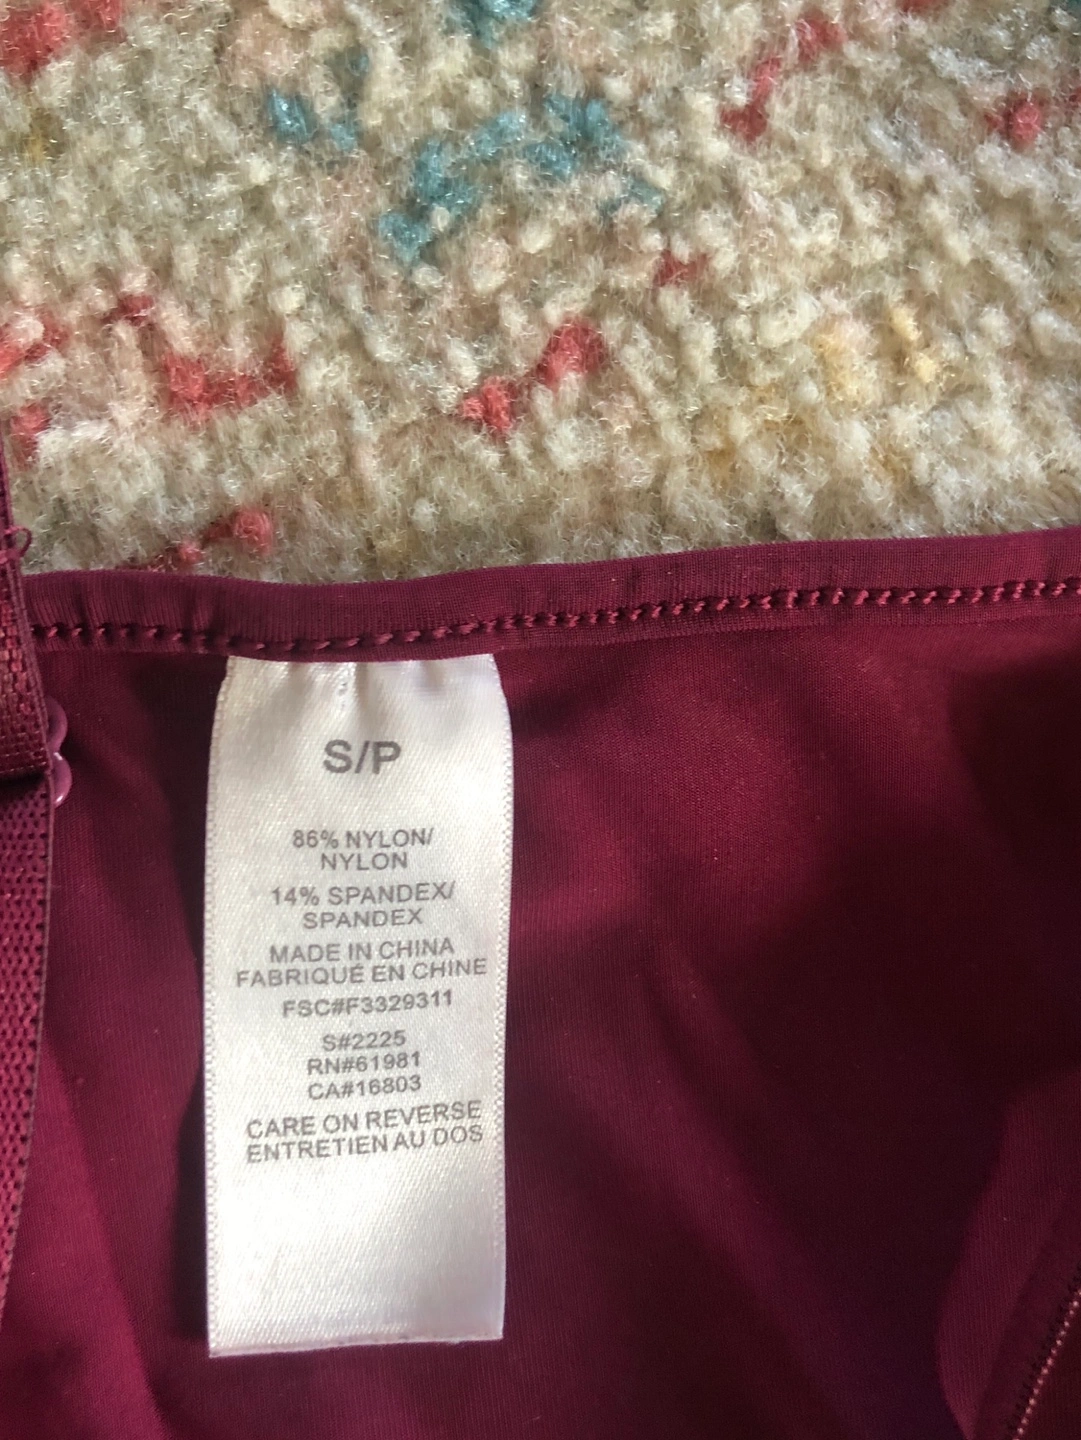 S/P
86% NYLON/
NYLON
14% SPANDEX/
SPANDEX
MADE IN CHINA
FABRIQUÉ EN CHINE
FSC#F3329311
S#2225
RN#61981
CA#16803
CARE ON REVERSE
ENTRETIEN AU DOS